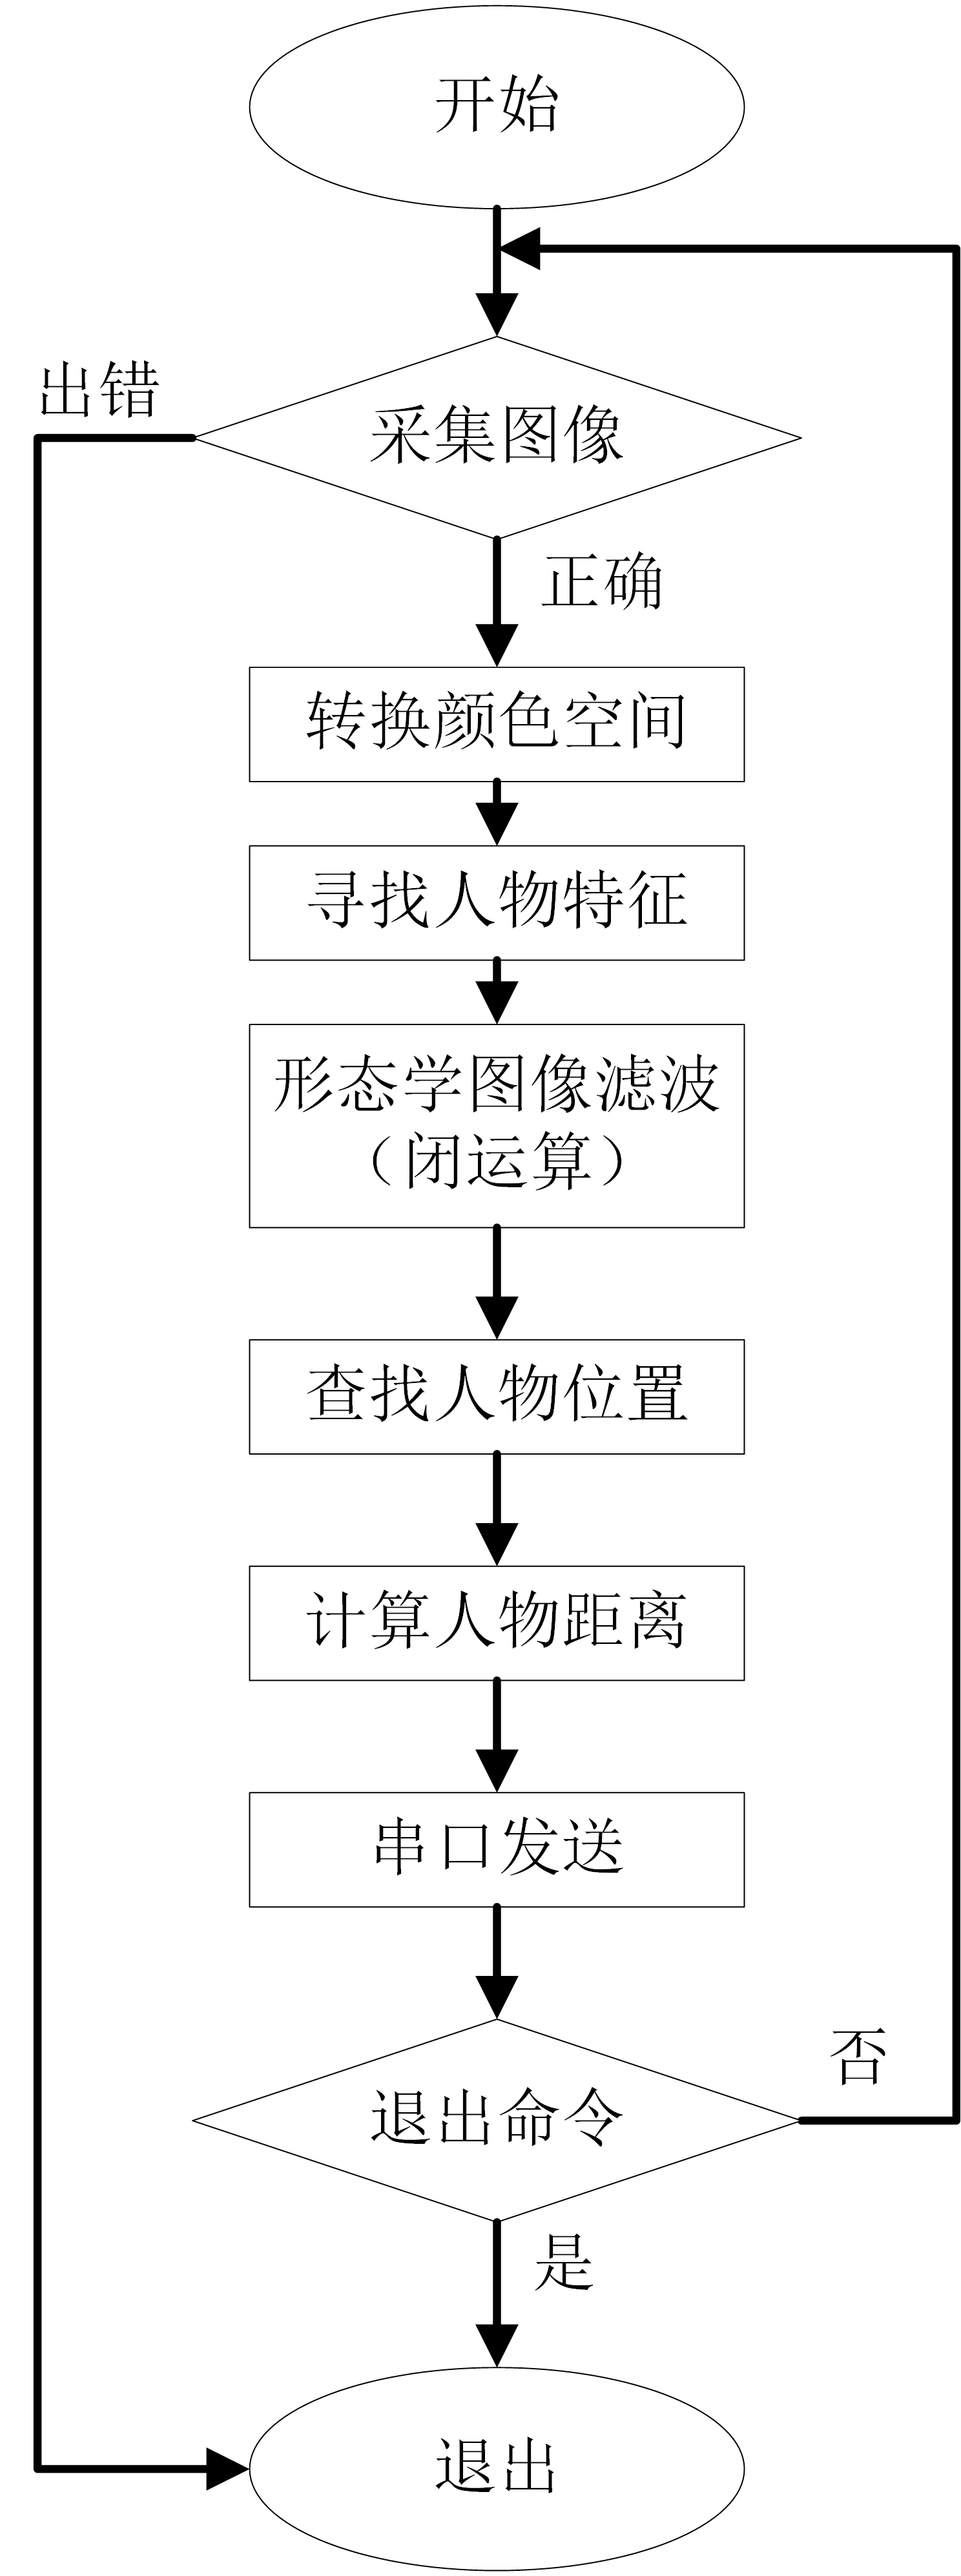 开始
出错
采集图像
正确
转换颜色空间
寻找人物特征
形态学图像滤波
（闭运算）
查找人物位置
计算人物距离
串口发送
否
退出命令
是
退出